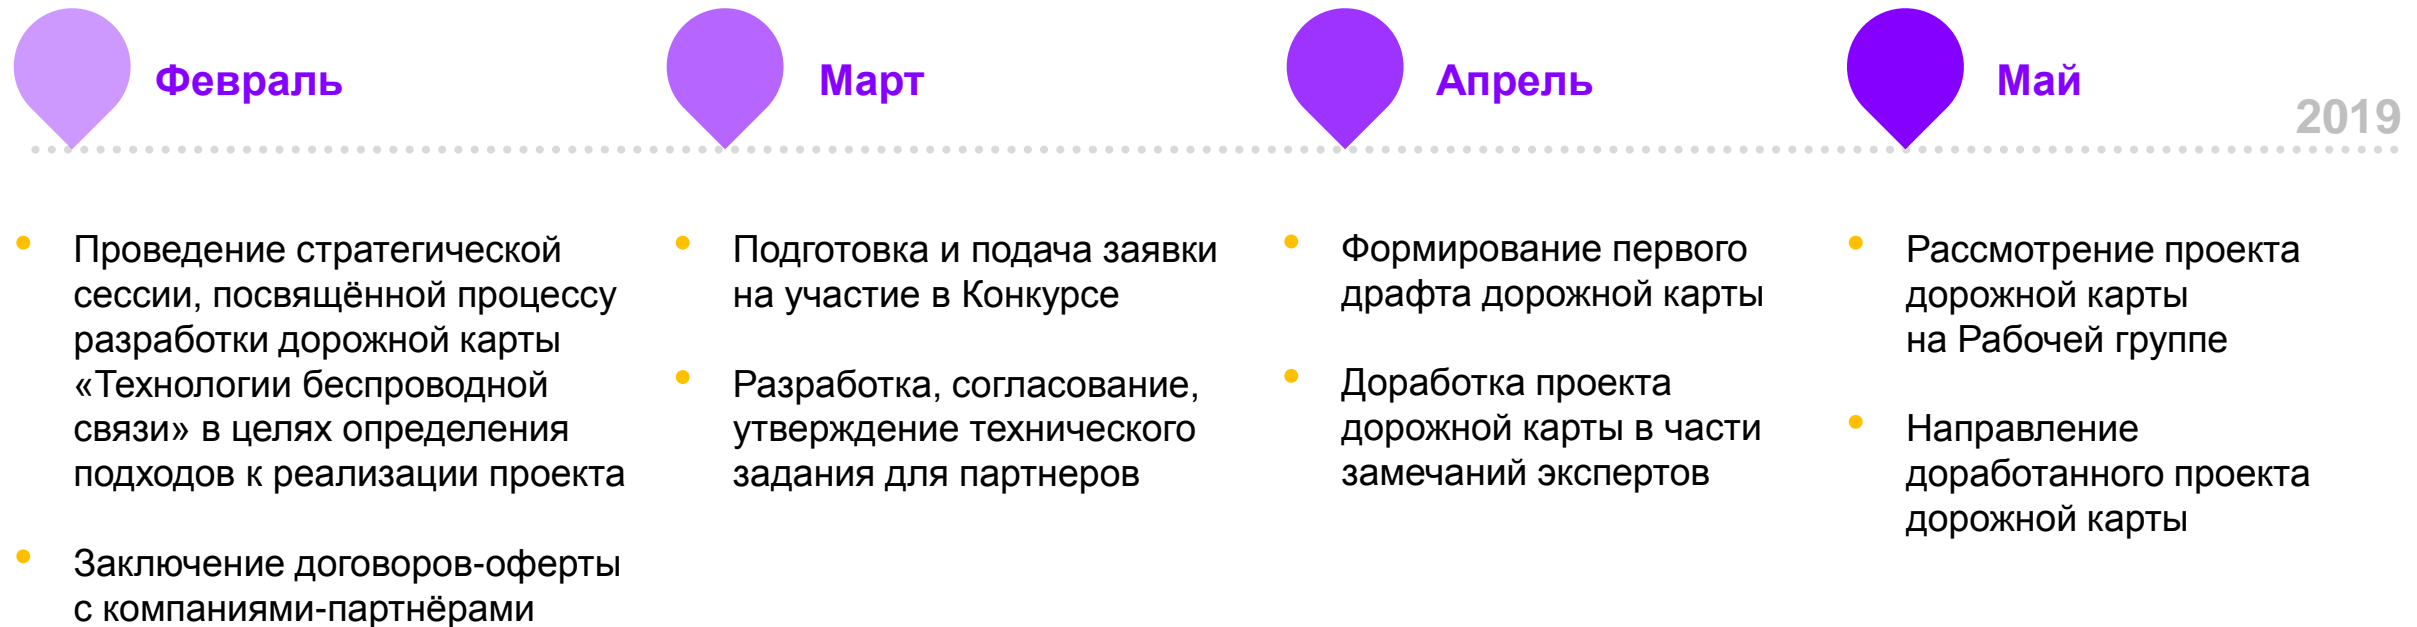 Февраль
Март
Апрель
Май
2019
Проведение стратегической
сессии, посвящённой процессу
разработки дорожной карты
«Технологии беспроводной
связи» в целях определения
подходов к реализации проекта
Заключение договоров-оферты
с компаниями-партнёрами
Подготовка и подача заявки
на участие в Конкурсе
Разработка, согласование,
утверждение технического
задания для партнеров
Формирование первого
драфта дорожной карты
Доработка проекта
дорожной карты в части
замечаний экспертов
Рассмотрение проекта
дорожной карты
на Рабочей группе
Направление
доработанного проекта
дорожной карты